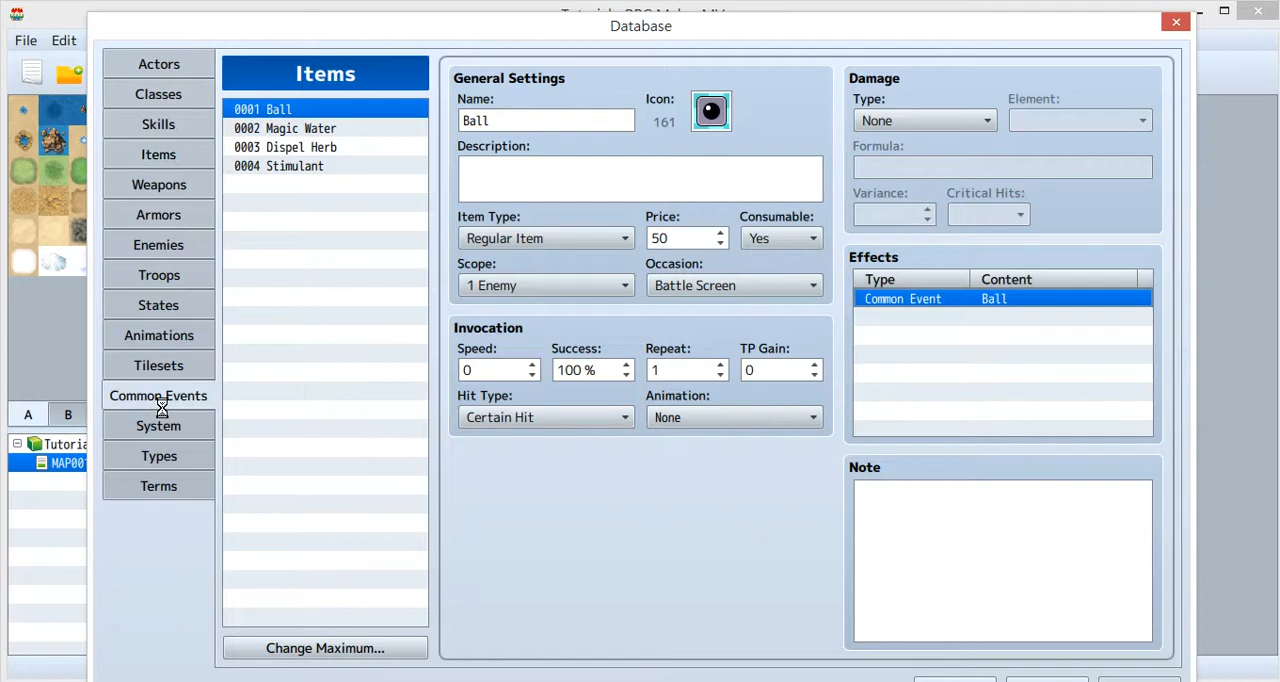 Database
File Edit
Actors
Classes
Skills
Items
Weapons
Armors
Enemies
Troops
States
Animations
Tilesets
Common Events
System
Types
Terms
A B
MAP001
Items
0001 Ball
0002 Magic Water
0003 Dispel Herb
0004 Stimulant
Change Maximum...
General Settings
Name: Icon:
Ball 161
Description:
Item Type: Price: Consumable:
Regular Item 50 Yes
Scope: Occasion:
1 Enemy Battle Screen
Invocation
Speed: Success: Repeat: TP Gain:
0 100 % 1 0
Hit Type: Animation:
Certain Hit None
Damage
Type: Element:
None
Formula:
Variance: Critical Hits:
Effects
Type Content
Common Event Ball
Note